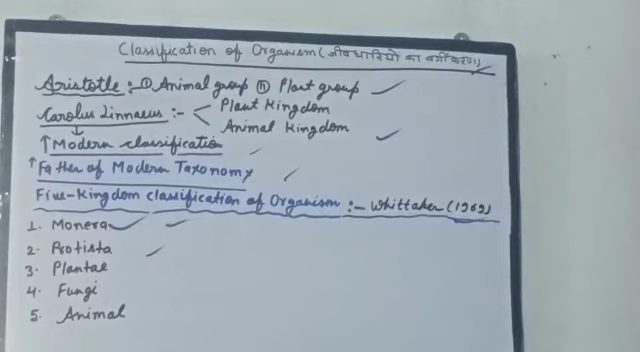 Classification of Organism (जीवधारियों का वर्गीकरण)
Aristotle :- ① Animal group ② Plant group
Carolus Linnaeus :- < Plant Kingdom
Animal Kingdom
↓
↑ Modern classification
↑ Father of Modern Taxonomy
Five-Kingdom classification of Organism :- Whittaker (1969)
1. Monera
2. Protista
3. Plantae
4. Fungi
5. Animal